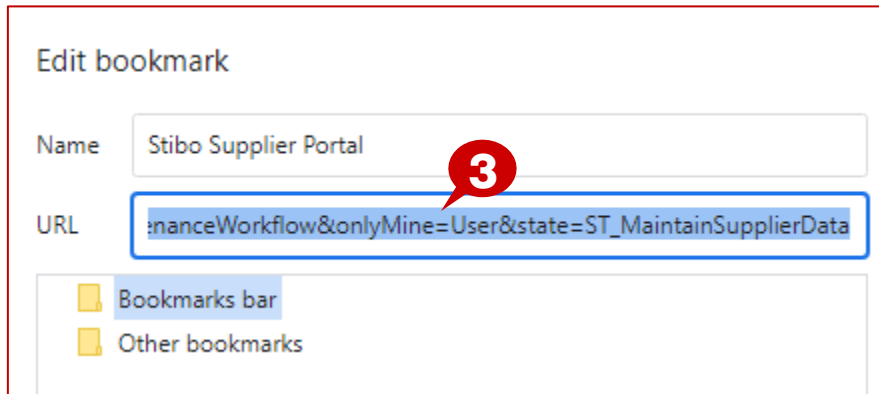 Edit bookmark
Name Stibo Supplier Portal
3
URL enanceWorkflow&onlyMine=User&state=ST_MaintainSupplierData
Bookmarks bar
Other bookmarks